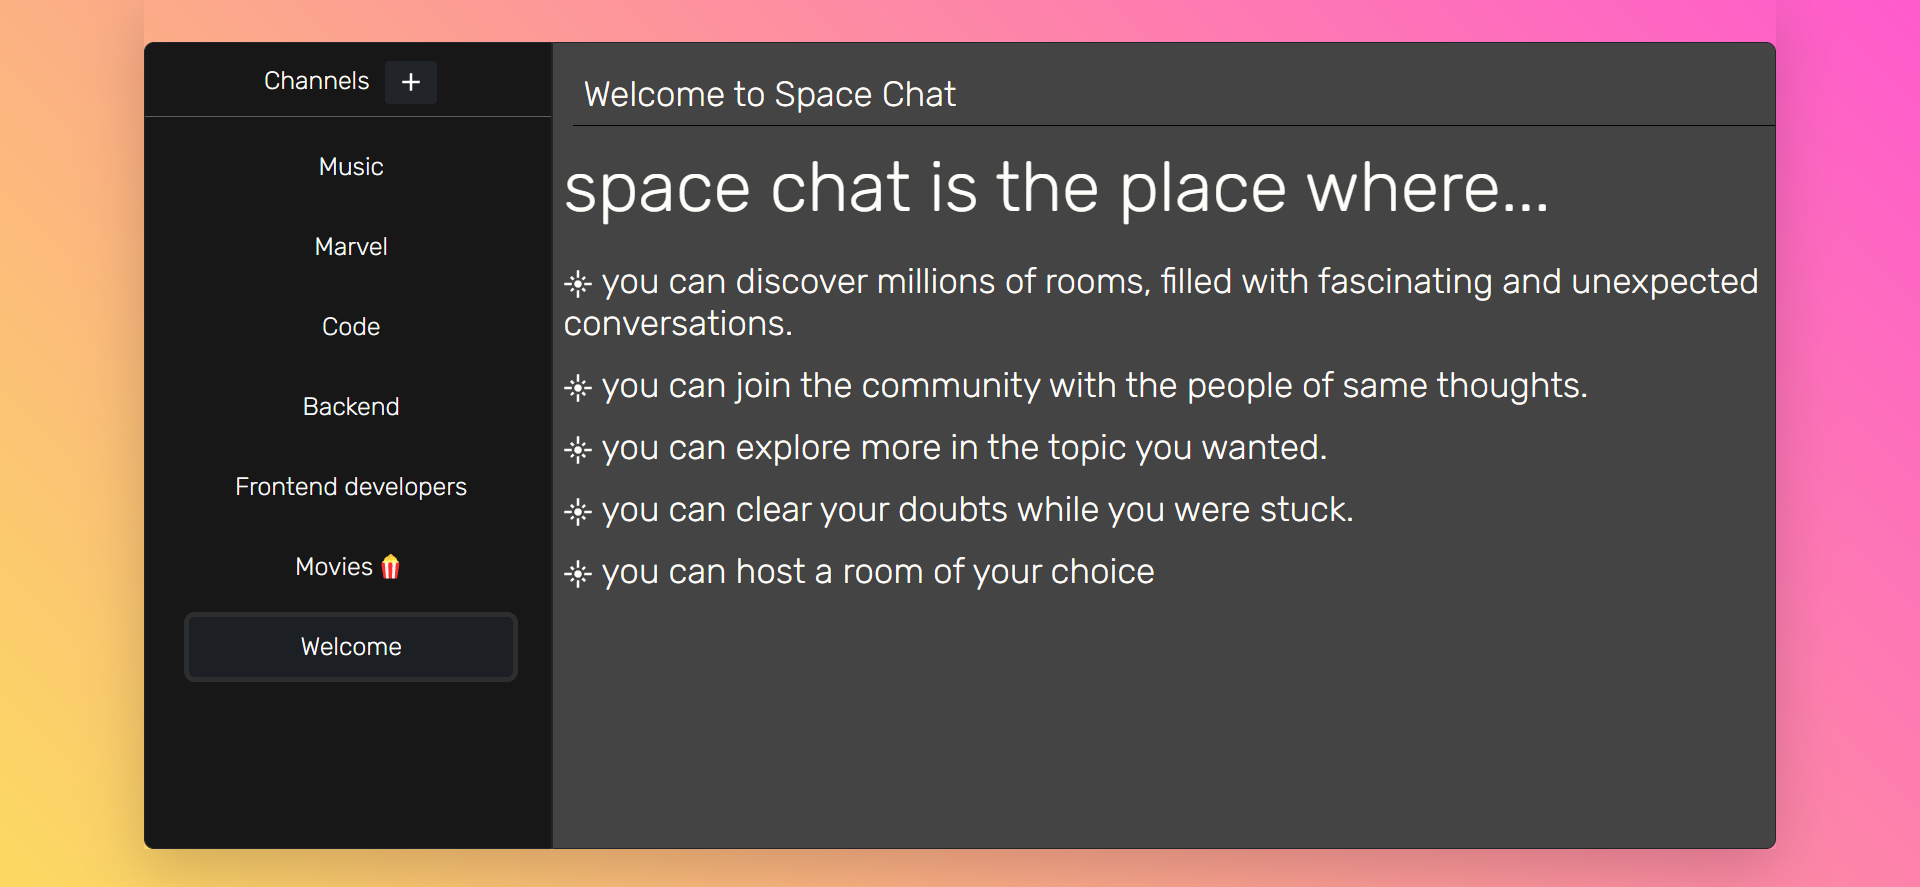 Channels +
Music
Marvel
Code
Backend
Frontend developers
Movies 🍿
Welcome
Welcome to Space Chat
space chat is the place where...
you can discover millions of rooms, filled with fascinating and unexpected
conversations.
you can join the community with the people of same thoughts.
you can explore more in the topic you wanted.
you can clear your doubts while you were stuck.
you can host a room of your choice